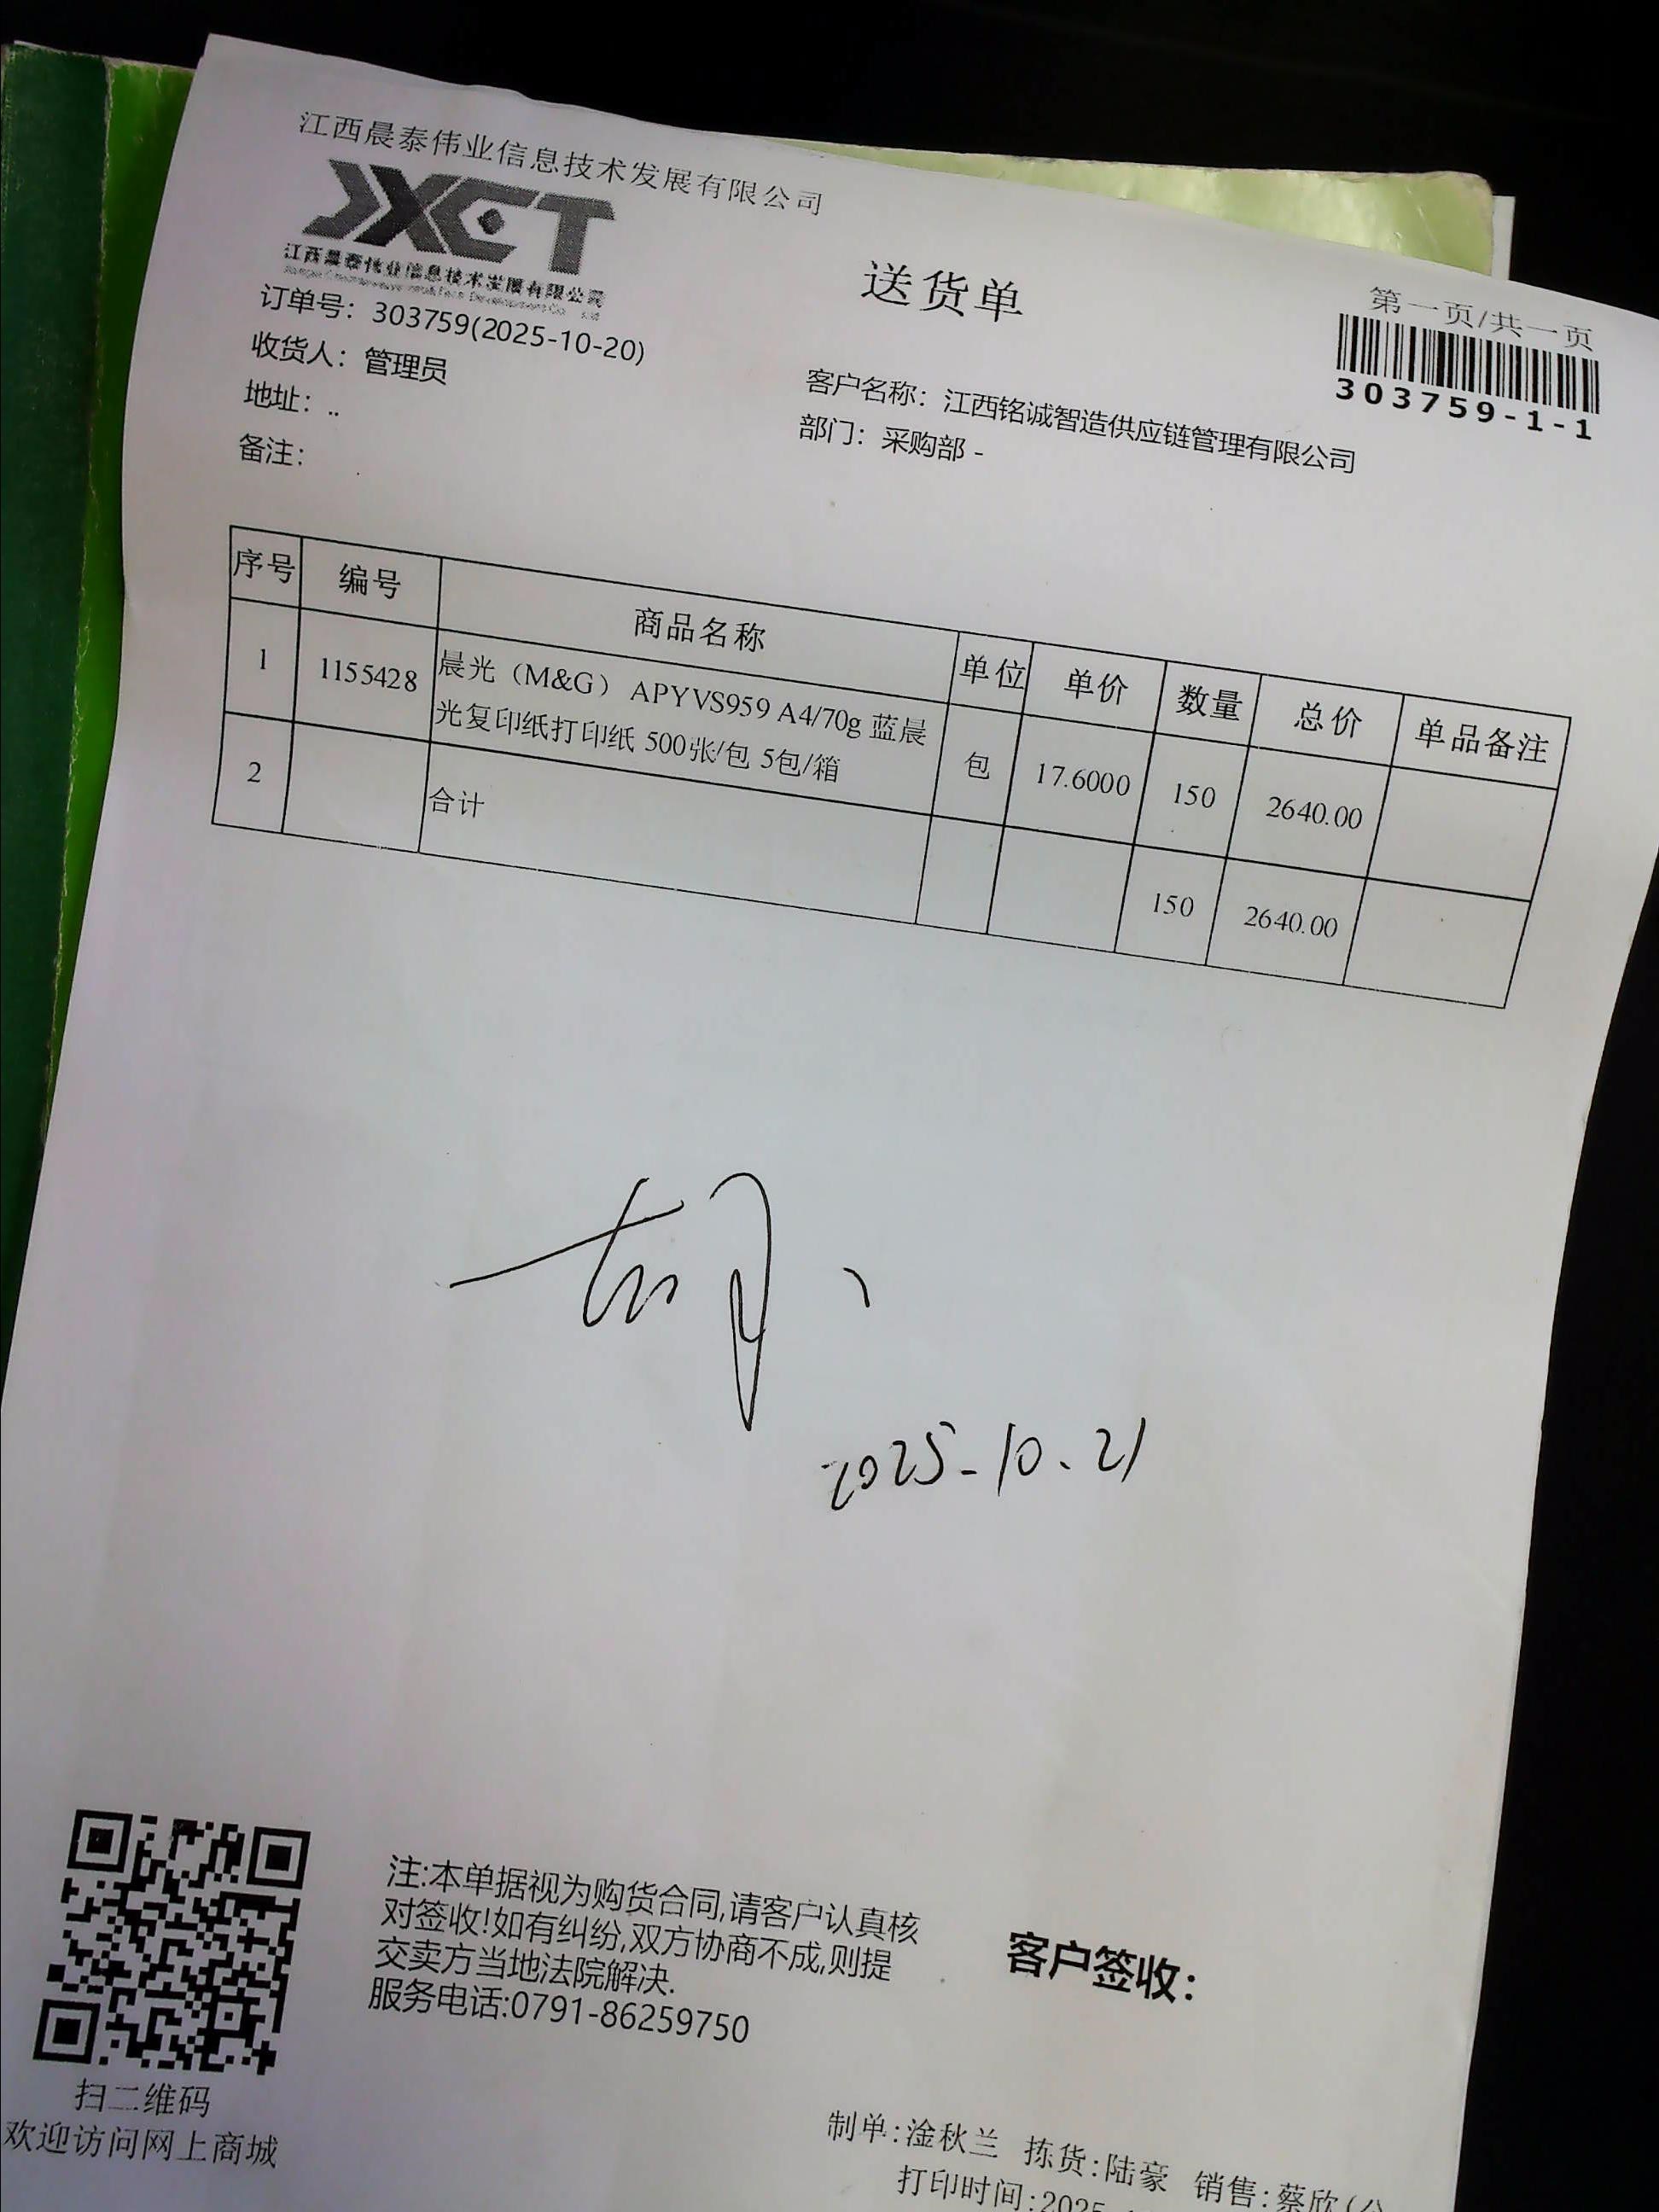 江西晨泰伟业信息技术发展有限公司
JXCT
江西晨泰伟业信息技术发展有限公司
送货单
第一页/共一页
303759-1-1
订单号：303759(2025-10-20)
收货人：管理员
客户名称：江西铭诚智造供应链管理有限公司
地址：..
部门：采购部 -
备注：
序号 编号 商品名称 单位 单价 数量 总价 单品备注
1 1155428 晨光（M&G） APYVS959 A4/70g 蓝晨
光复印纸打印纸 500张/包 5包/箱 包 17.6000 150 2640.00
2 合计 150 2640.00
胡
2025-10.21
注:本单据视为购货合同,请客户认真核
对签收!如有纠纷,双方协商不成,则提
交卖方当地法院解决.
服务电话:0791-86259750
客户签收：
扫二维码
欢迎访问网上商城
制单:淦秋兰 拣货:陆豪 销售:蔡欣(公
打印时间:2025-